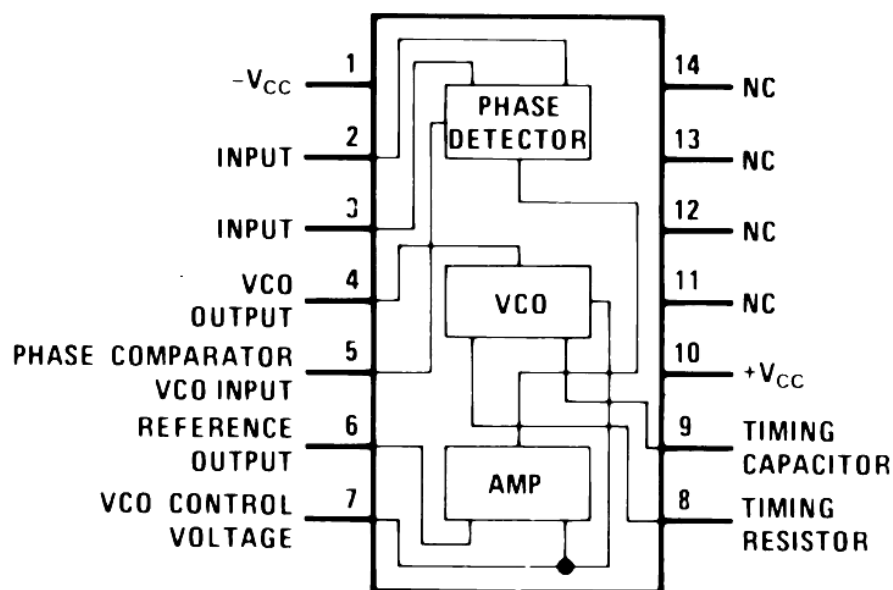 1
-VCC
2
INPUT
3
INPUT
4
VCO
OUTPUT
5
PHASE COMPARATOR
VCO INPUT
6
REFERENCE
OUTPUT
7
VCO CONTROL
VOLTAGE
PHASE
DETECTOR
VCO
AMP
14
NC
13
NC
12
NC
11
NC
10
+VCC
9
TIMING
CAPACITOR
8
TIMING
RESISTOR